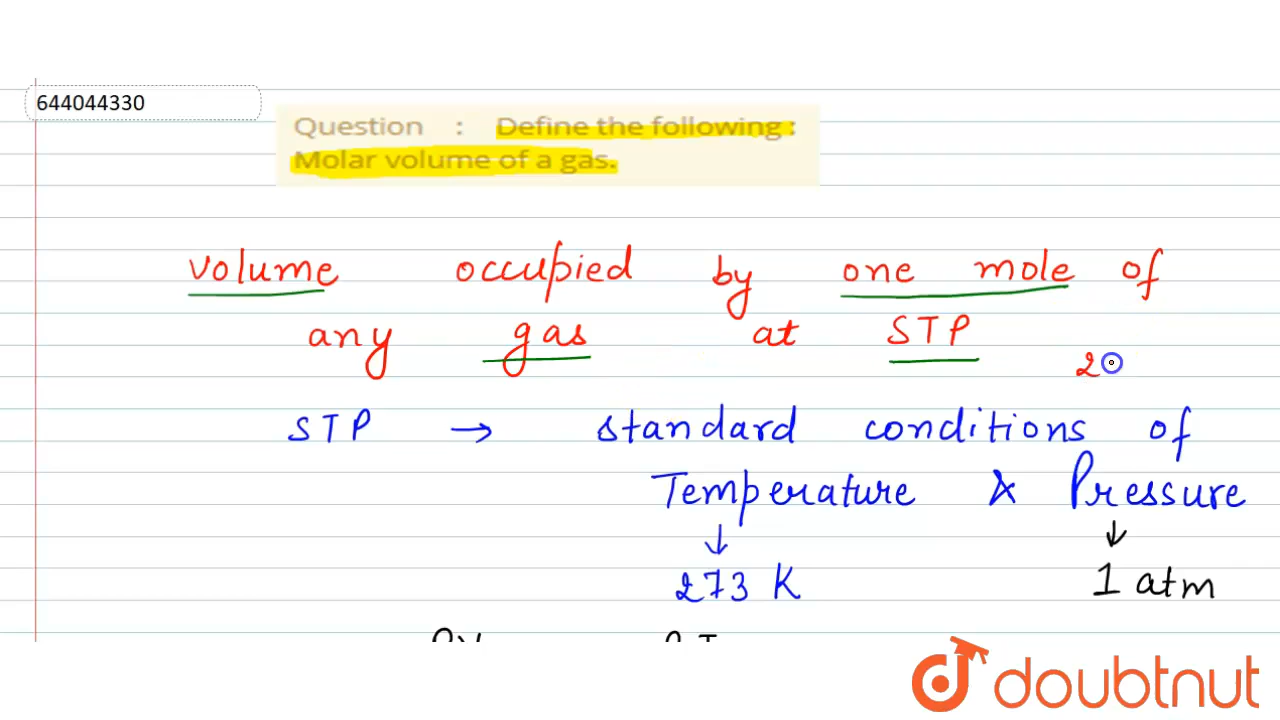 644044330
Question : Define the following :
Molar volume of a gas.
volume occupied by one mole of
any gas at STP
2
STP → standard conditions of
Temperature & Pressure
↓ ↓
273 K 1 atm
doubtnut